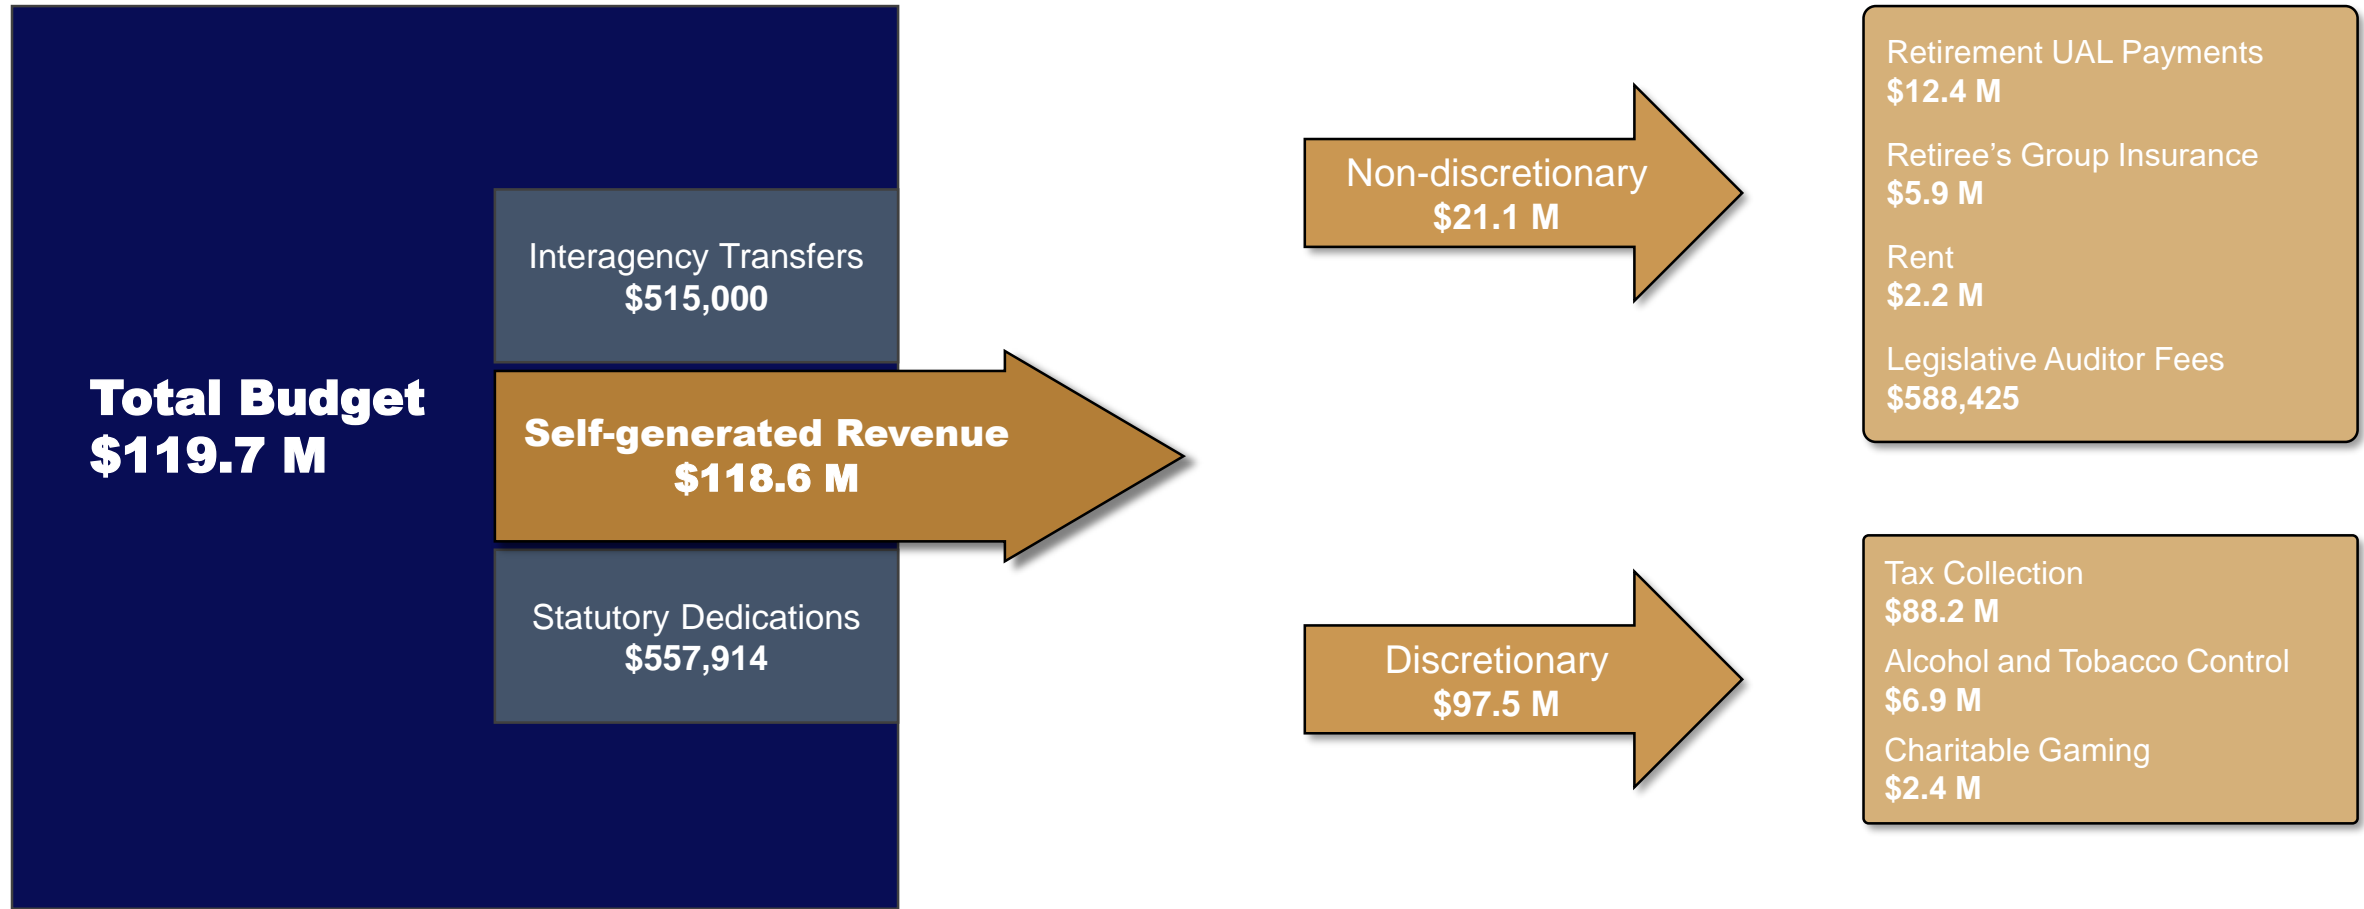 Total Budget
$119.7 M
Interagency Transfers
$515,000
Self-generated Revenue
$118.6 M
Statutory Dedications
$557,914
Non-discretionary
$21.1 M
Discretionary
$97.5 M
Retirement UAL Payments
$12.4 M
Retiree’s Group Insurance
$5.9 M
Rent
$2.2 M
Legislative Auditor Fees
$588,425
Tax Collection
$88.2 M
Alcohol and Tobacco Control
$6.9 M
Charitable Gaming
$2.4 M